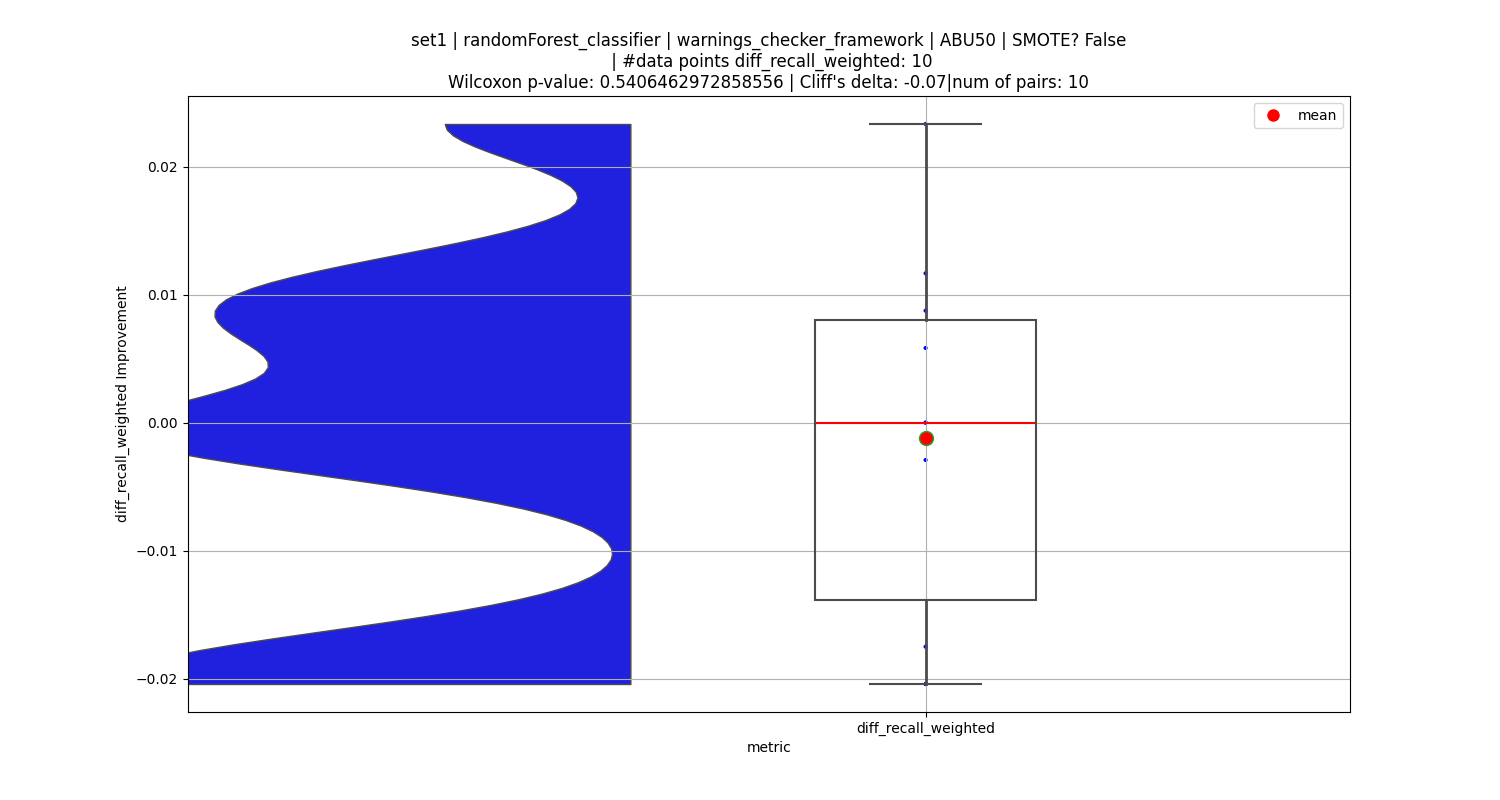 set1 | randomForest_classifier | warnings_checker_framework | ABU50 | SMOTE? False
| #data points diff_recall_weighted: 10
Wilcoxon p-value: 0.5406462972858556 | Cliff's delta: -0.07|num of pairs: 10
mean
0.02
0.01
0.00
−0.01
−0.02
diff_recall_weighted Improvement
diff_recall_weighted
metric